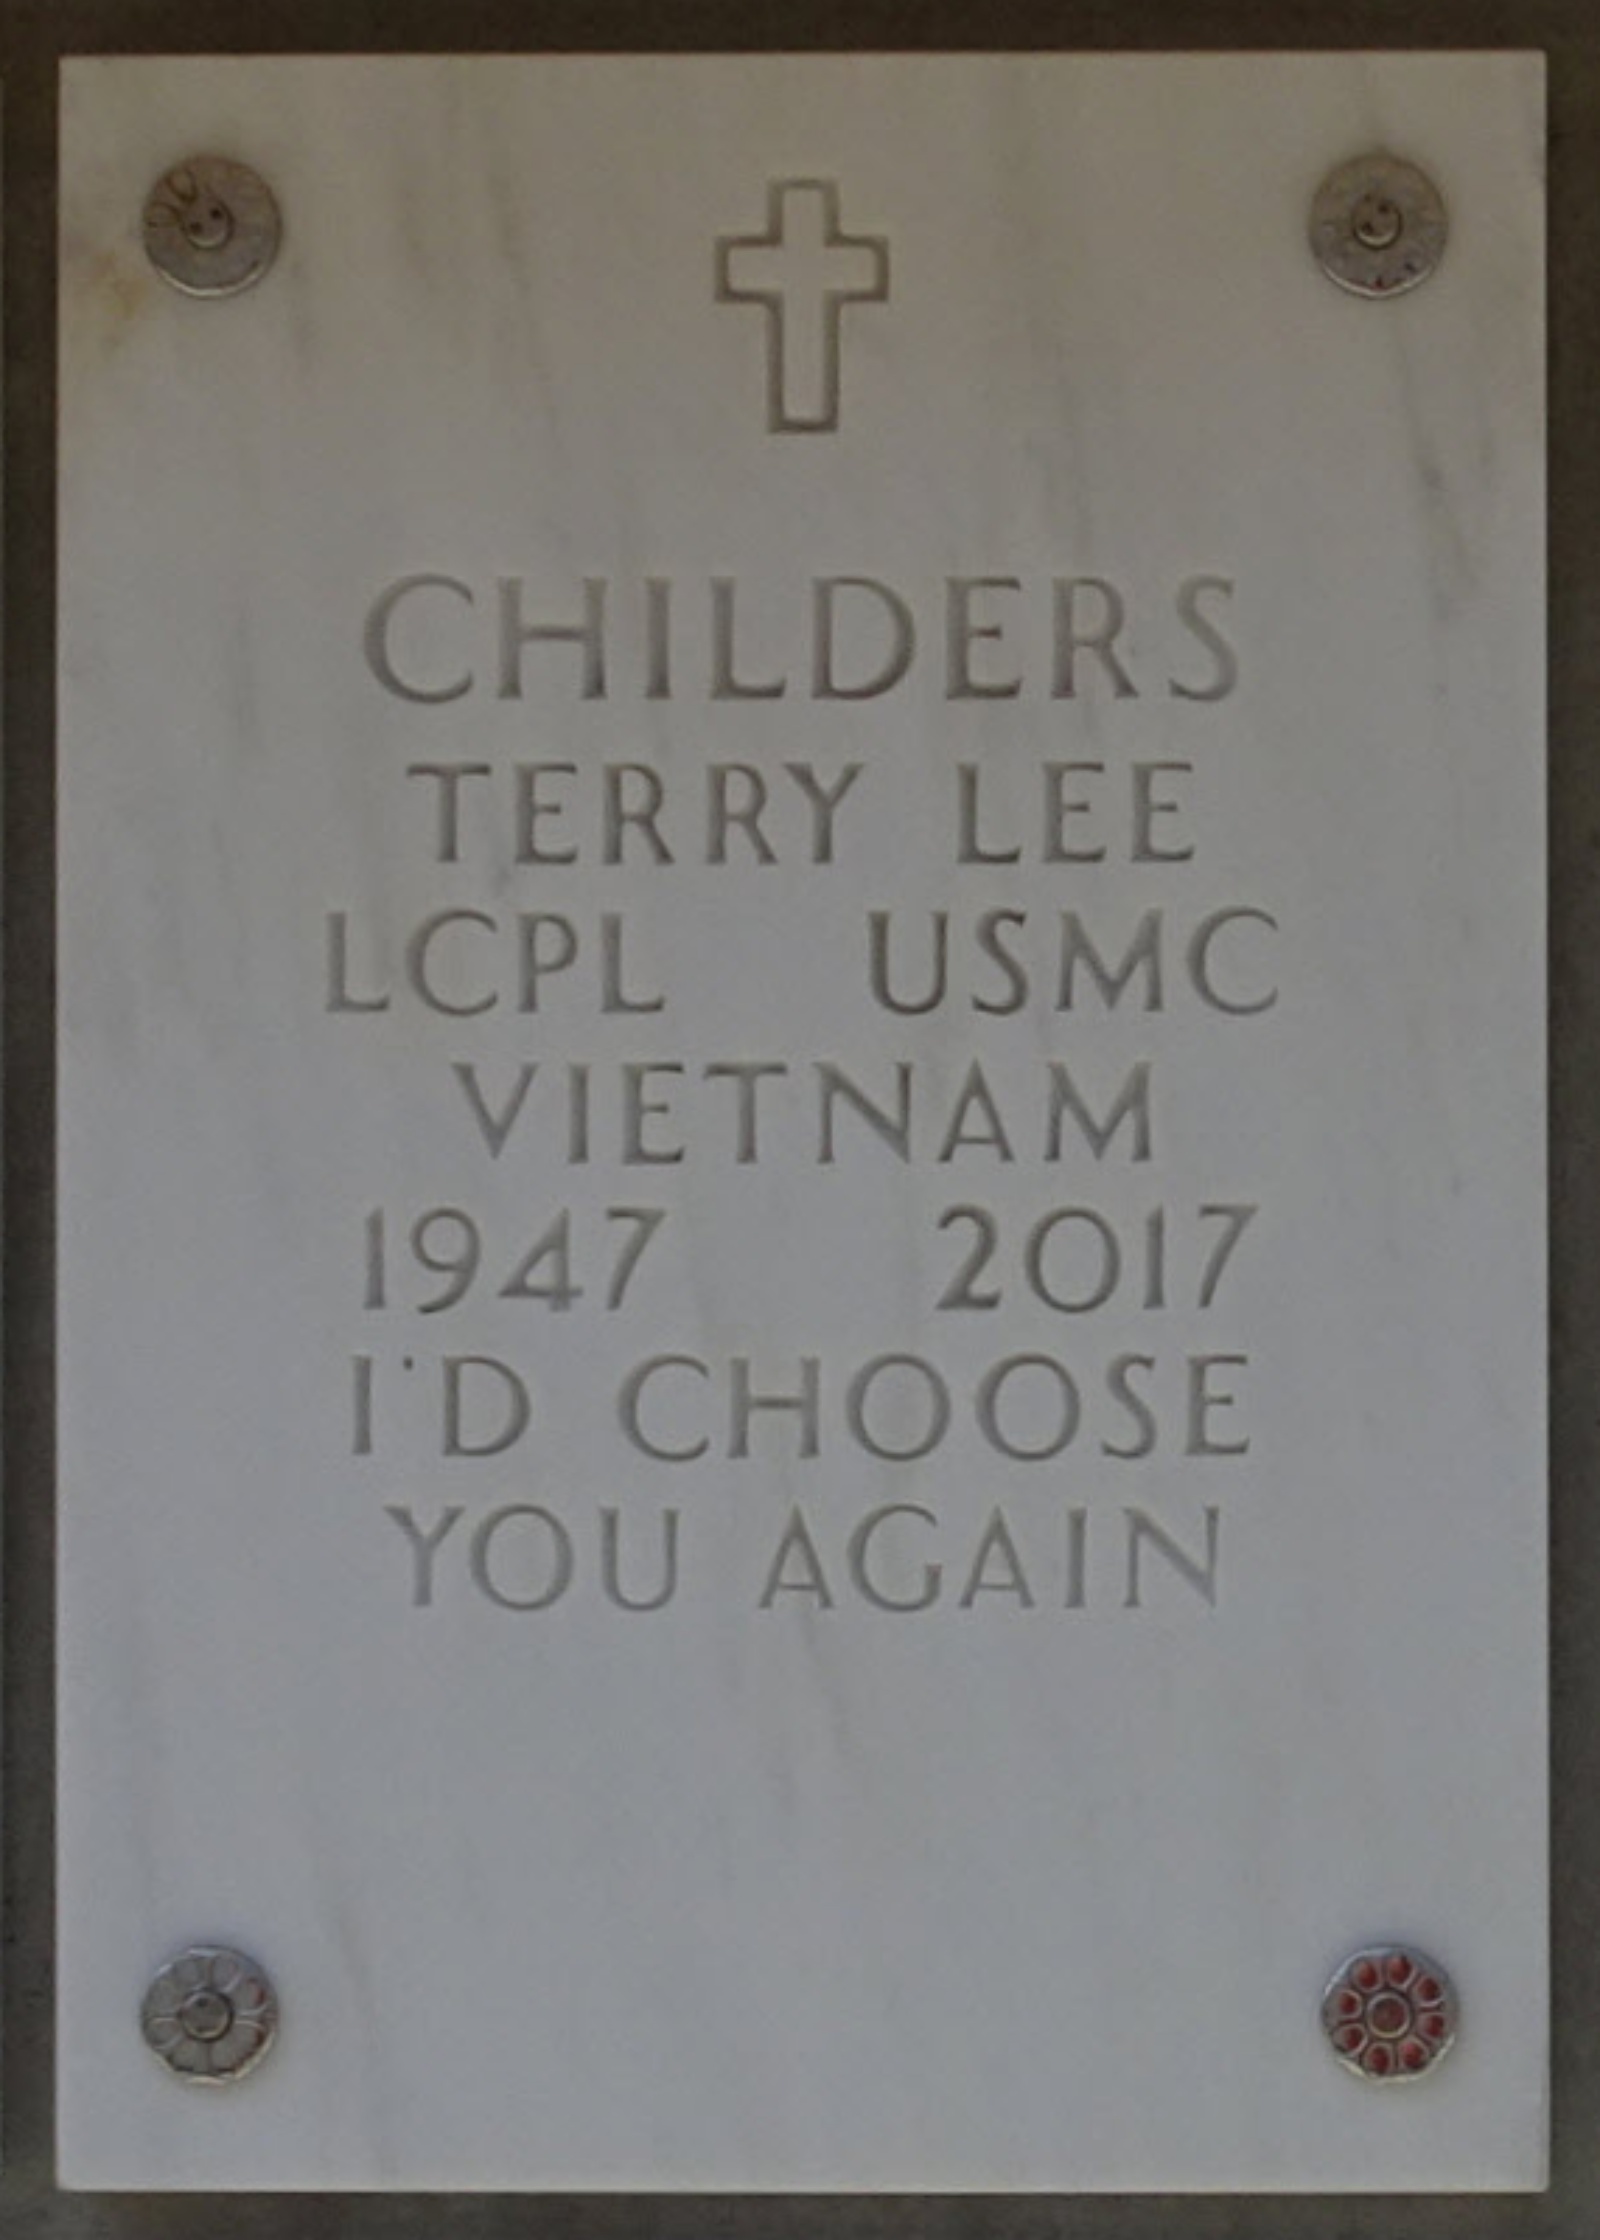 CHILDERS
TERRY LEE
LCPL USMC
VIETNAM
1947 2017
I'D CHOOSE
YOU AGAIN